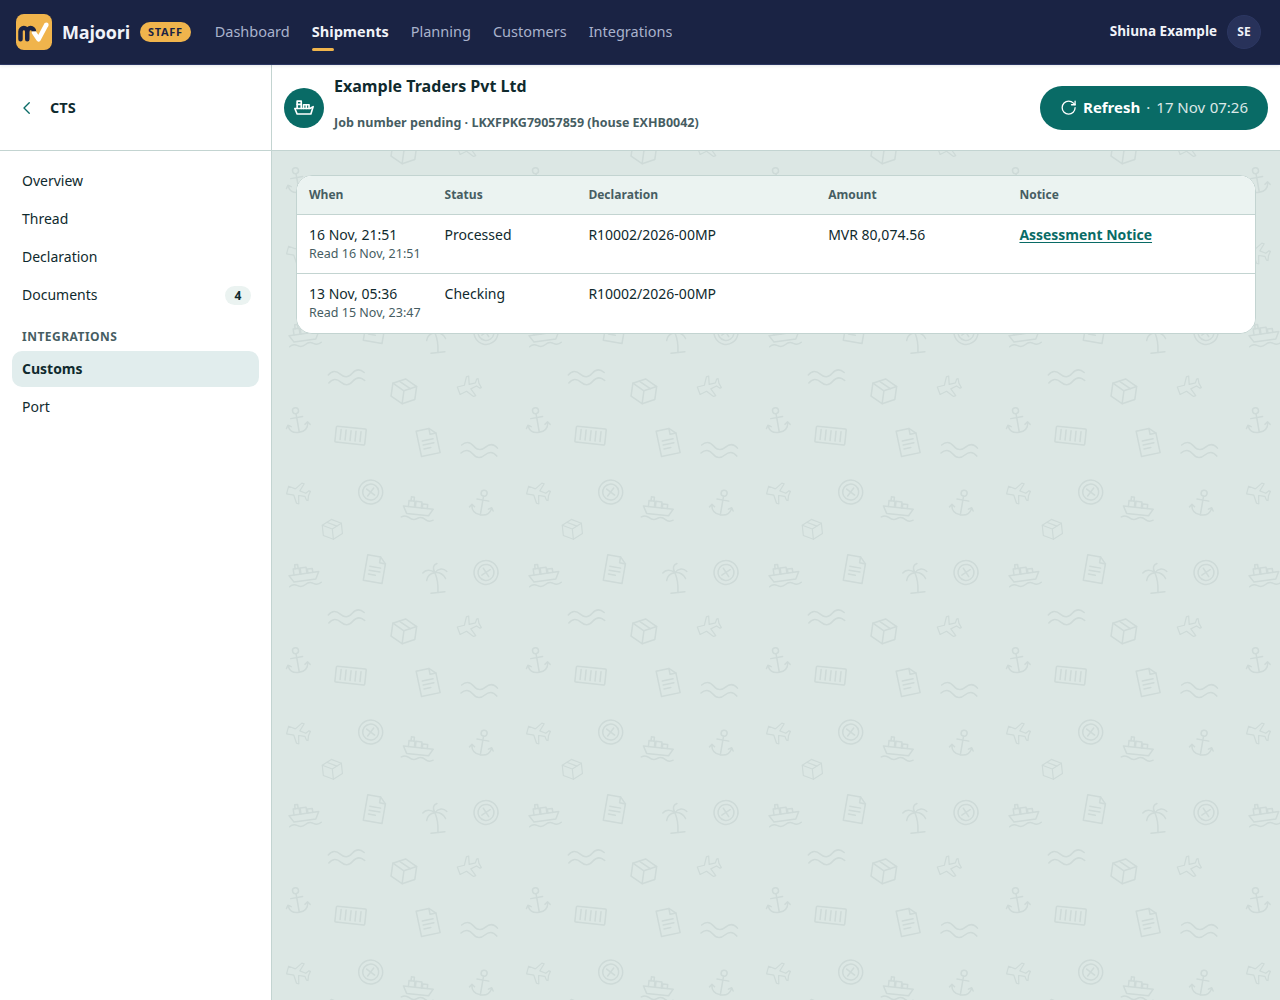 Majoori STAFF Dashboard Shipments Planning Customers Integrations Shiuna Example SE
CTS
Example Traders Pvt Ltd
Job number pending · LKXFPKG79057859 (house EXHB0042)
Refresh · 17 Nov 07:26
Overview
Thread
Declaration
Documents 4
INTEGRATIONS
Customs
Port
When Status Declaration Amount Notice
16 Nov, 21:51 Processed R10002/2026-00MP MVR 80,074.56 Assessment Notice
Read 16 Nov, 21:51
13 Nov, 05:36 Checking R10002/2026-00MP
Read 15 Nov, 23:47